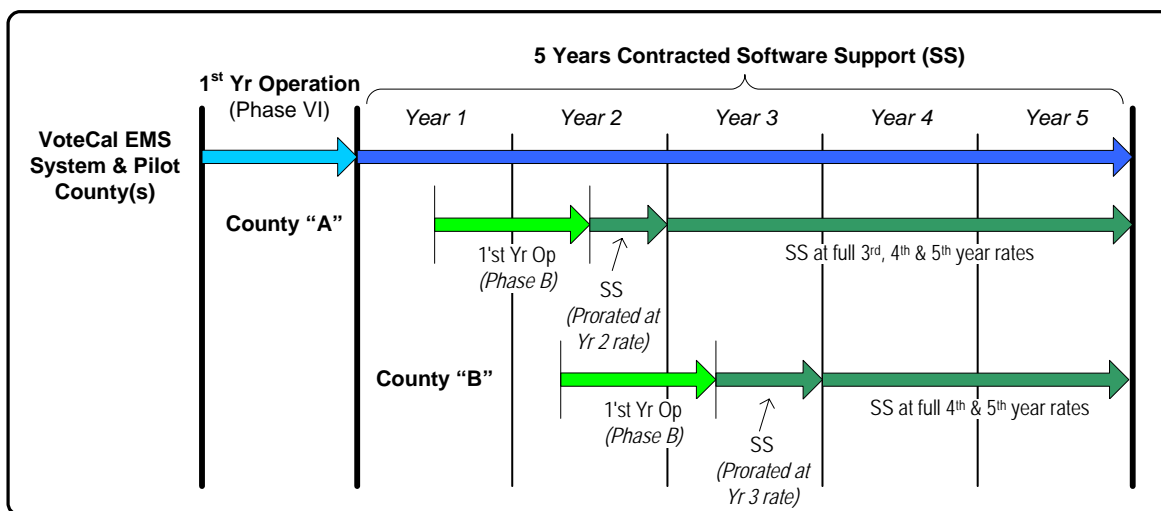 5 Years Contracted Software Support (SS)
1st Yr Operation
(Phase VI)
Year 1 Year 2 Year 3 Year 4 Year 5
VoteCal EMS
System & Pilot
County(s)
County "A"
1'st Yr Op
(Phase B)
SS
(Prorated at
Yr 2 rate)
SS at full 3rd, 4th & 5th year rates
County "B"
1'st Yr Op
(Phase B)
SS
(Prorated at
Yr 3 rate)
SS at full 4th & 5th year rates